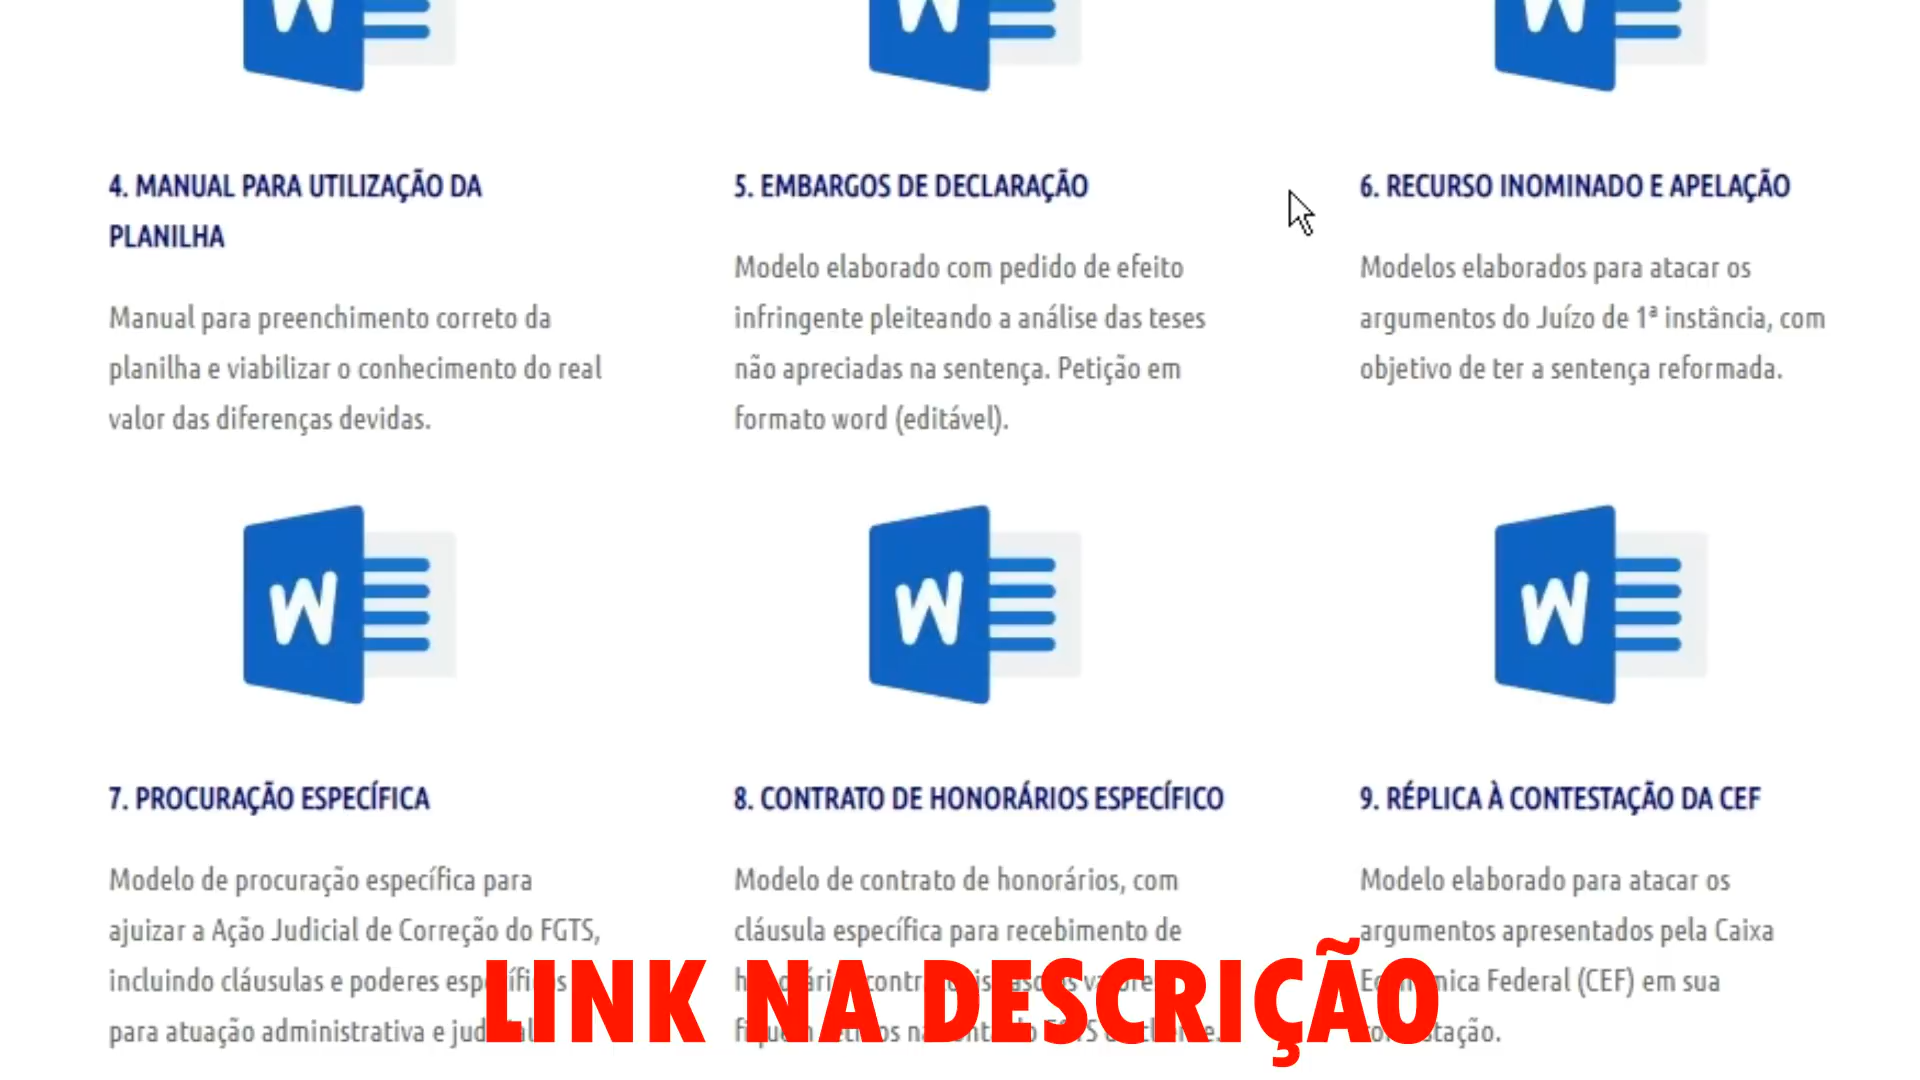 W
W
W
4. MANUAL PARA UTILIZAÇÃO DA
PLANILHA
Manual para preenchimento correto da
planilha e viabilizar o conhecimento do real
valor das diferenças devidas.
5. EMBARGOS DE DECLARAÇÃO
Modelo elaborado com pedido de efeito
infringente pleiteando a análise das teses
não apreciadas na sentença. Petição em
formato word (editável).
6. RECURSO INOMINADO E APELAÇÃO
Modelos elaborados para atacar os
argumentos do Juízo de 1ª instância, com
objetivo de ter a sentença reformada.
W
W
W
7. PROCURAÇÃO ESPECÍFICA
Modelo de procuração específica para
ajuizar a Ação Judicial de Correção do FGTS,
incluindo cláusulas e poderes
para atuação administrativa e
8. CONTRATO DE HONORÁRIOS ESPECÍFICO
Modelo de contrato de honorários, com
cláusula específica para recebimento de
9. RÉPLICA À CONTESTAÇÃO DA CEF
Modelo elaborado para atacar os
argumentos apresentados pela Caixa
Federal (CEF) em sua
LINK NA DESCRIÇÃO